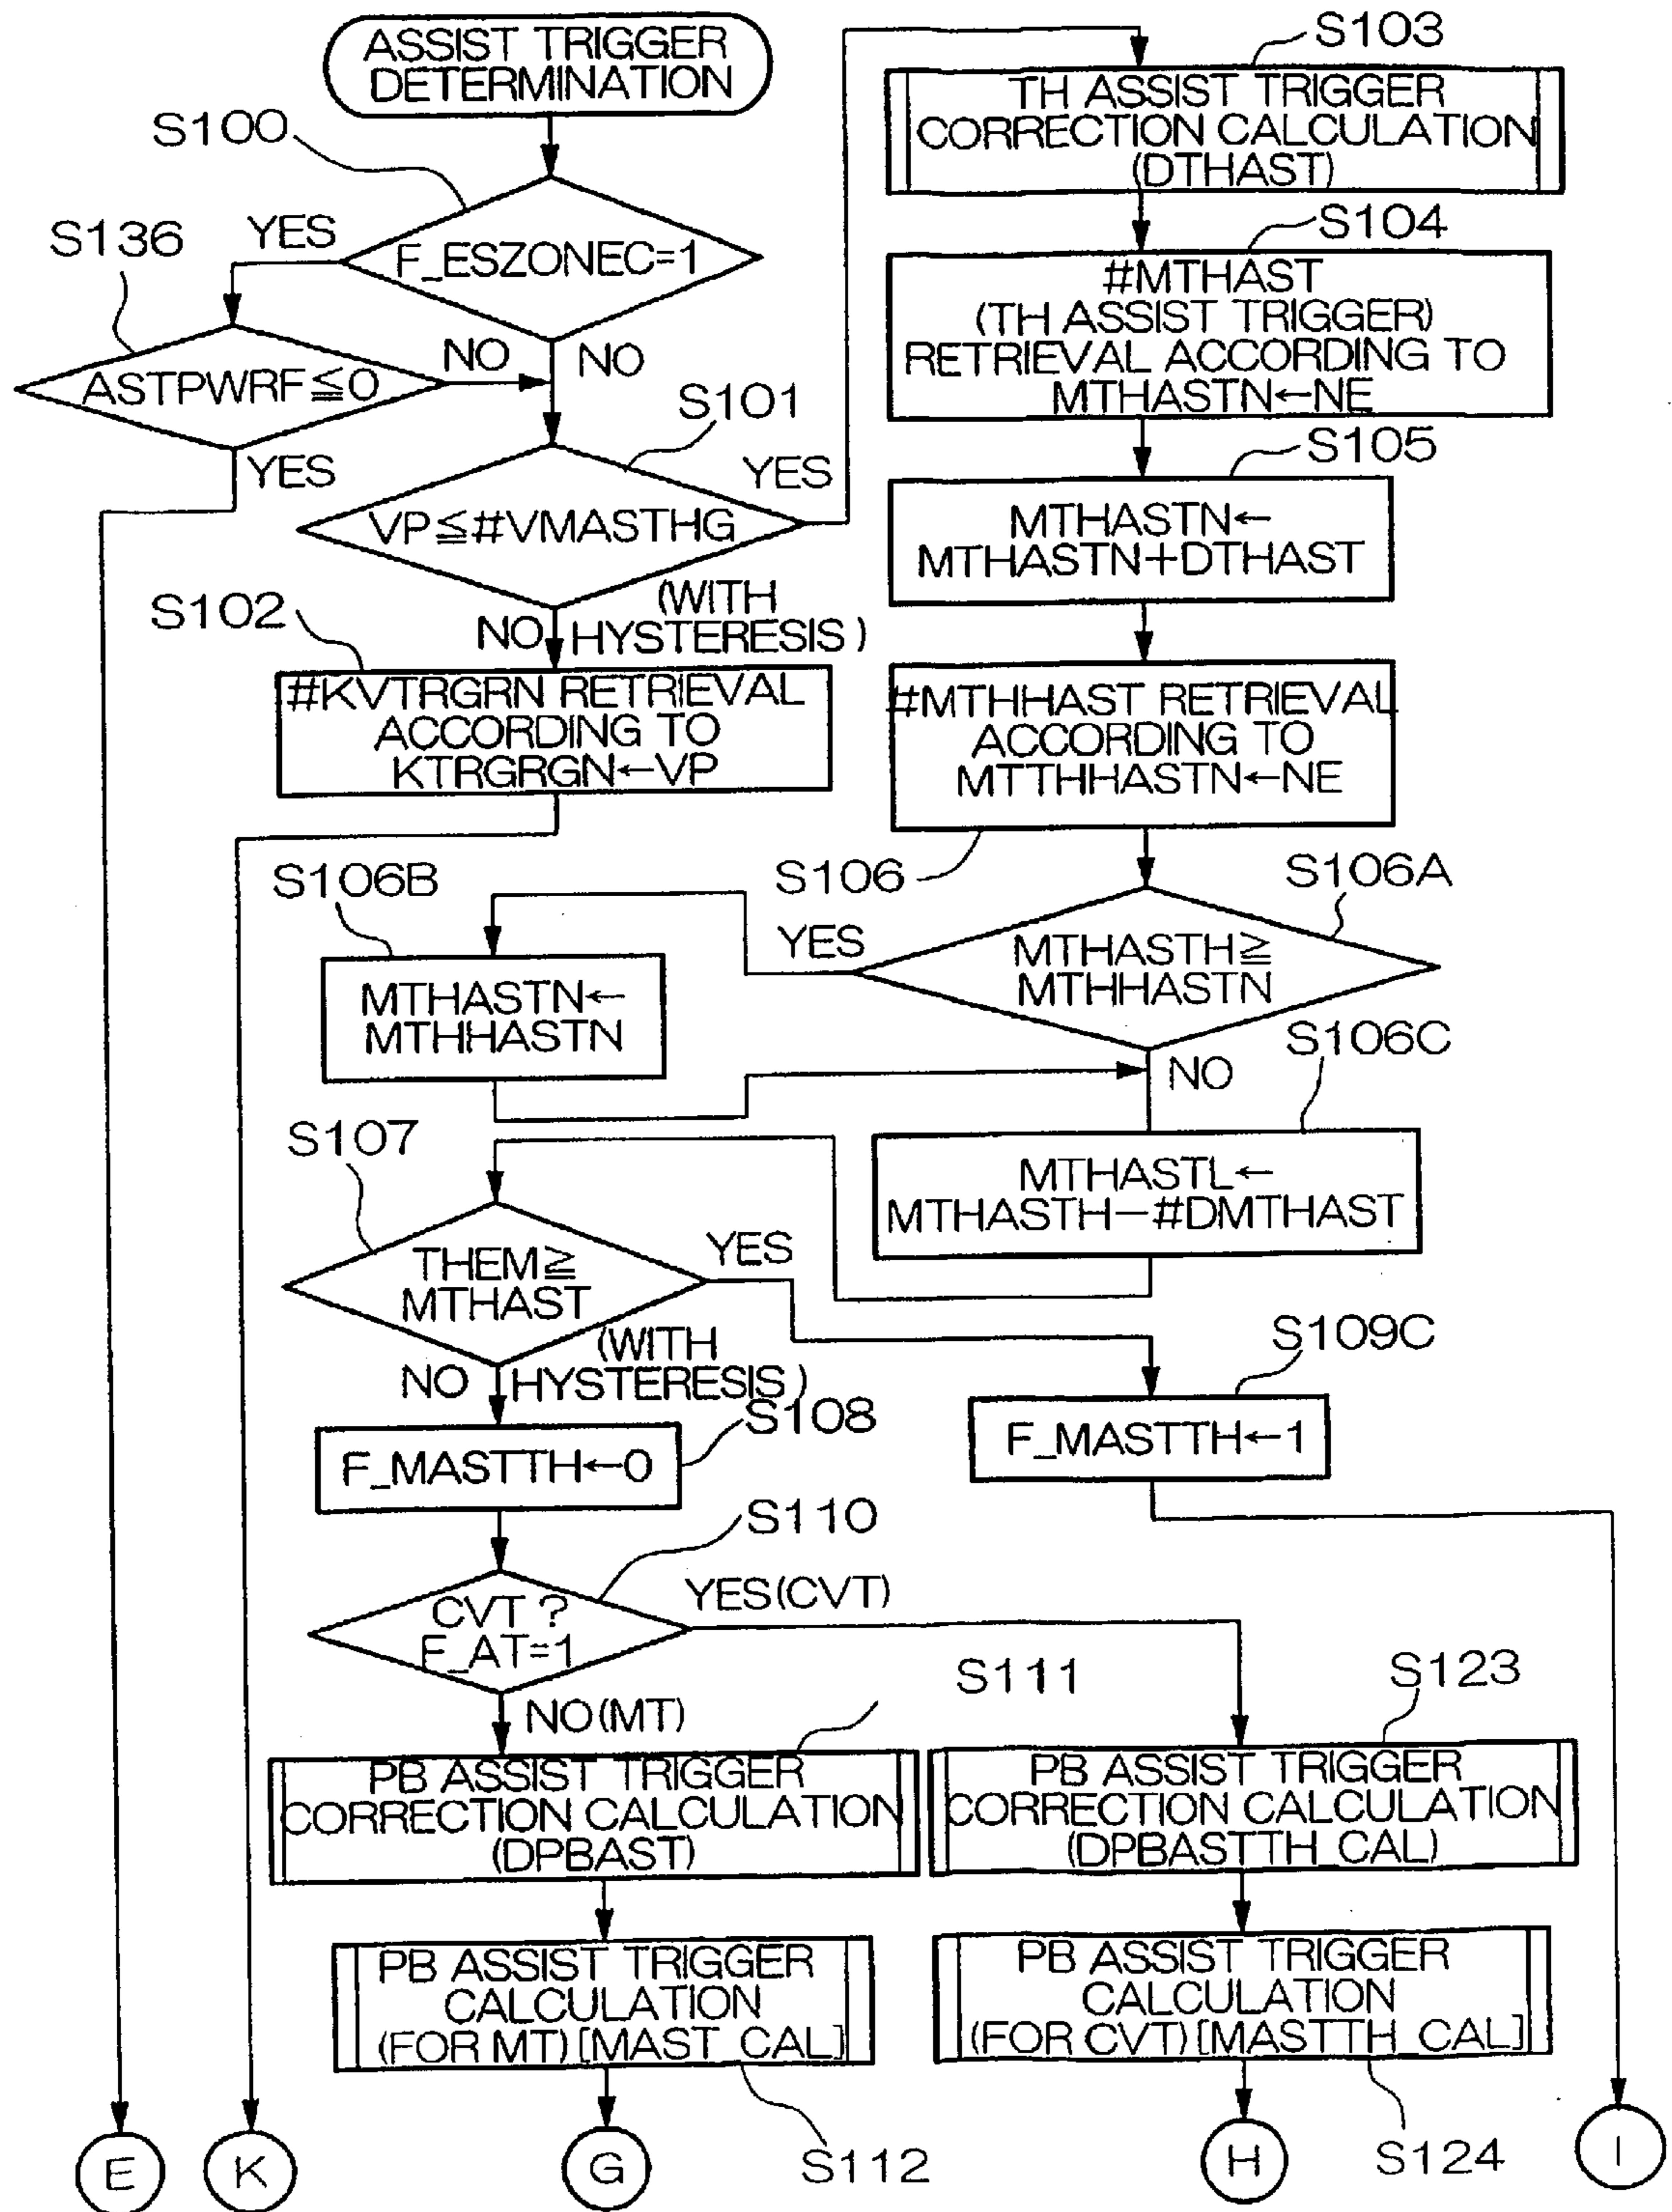 ASSIST TRIGGER
DETERMINATION
S100
F_ESZONEC=1
YES
NO
S136
ASTPWRF≦0
NO
YES
S101
VP≦#VMASTHG
YES
NO
(WITH
HYSTERESIS)
S102
#KVTRGRN RETRIEVAL
ACCORDING TO
KTRGRGN←VP
S103
TH ASSIST TRIGGER
CORRECTION CALCULATION
(DTHAST)
S104
#MTHAST
(TH ASSIST TRIGGER)
RETRIEVAL ACCORDING TO
MTHASTN←NE
S105
MTHASTN←
MTHASTN+DTHAST
#MTHHAST RETRIEVAL
ACCORDING TO
MTTHHASTN←NE
S106
S106A
MTHASTH≧
MTHHASTN
YES
NO
S106B
MTHASTN←
MTHHASTN
S106C
MTHASTL←
MTHASTH−#DMTHAST
S107
THEM≧
MTHAST
YES
NO
(WITH
HYSTERESIS)
S108
F_MASTTH←0
S109C
F_MASTTH←1
S110
CVT ?
F_AT=1
YES(CVT)
NO(MT)
S111
PB ASSIST TRIGGER
CORRECTION CALCULATION
(DPBAST)
S123
PB ASSIST TRIGGER
CORRECTION CALCULATION
(DPBASTTH_CAL)
PB ASSIST TRIGGER
CALCULATION
(FOR MT) [MAST_CAL]
S112
PB ASSIST TRIGGER
CALCULATION
(FOR CVT) [MASTTH_CAL]
S124
E
K
G
H
I